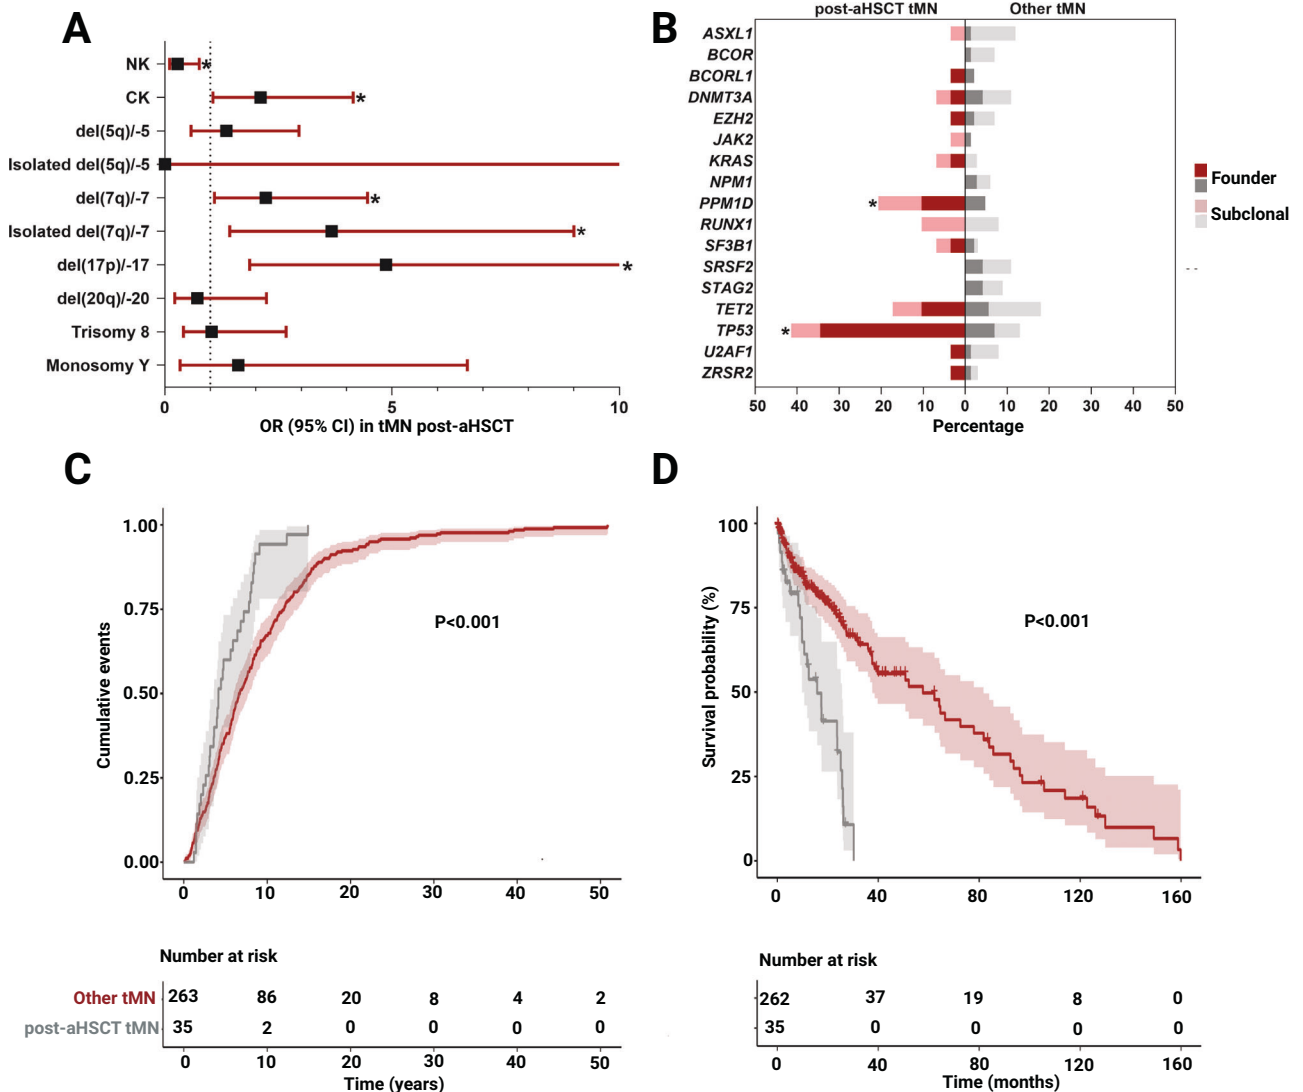 A
NK
*
CK
*
del(5q)/-5
Isolated del(5q)/-5
del(7q)/-7
*
Isolated del(7q)/-7
*
del(17p)/-17
*
del(20q)/-20
Trisomy 8
Monosomy Y
0 5 10
OR (95% CI) in tMN post-aHSCT
B
post-aHSCT tMN Other tMN
ASXL1
BCOR
BCORL1
DNMT3A
EZH2
JAK2
KRAS
NPM1
PPM1D
*
RUNX1
SF3B1
SRSF2
STAG2
TET2
TP53
*
U2AF1
ZRSR2
50 40 30 20 10 0 10 20 30 40 50
Percentage
Founder
Subclonal
C
Cumulative events
1.00
0.75
0.50
0.25
0.00
P<0.001
0 10 20 30 40 50
Number at risk
Other tMN 263 86 20 8 4 2
post-aHSCT tMN 35 2 0 0 0 0
0 10 20 30 40 50
Time (years)
D
Survival probability (%)
100
75
50
25
0
P<0.001
0 40 80 120 160
Number at risk
262 37 19 8 0
35 0 0 0 0
0 40 80 120 160
Time (months)